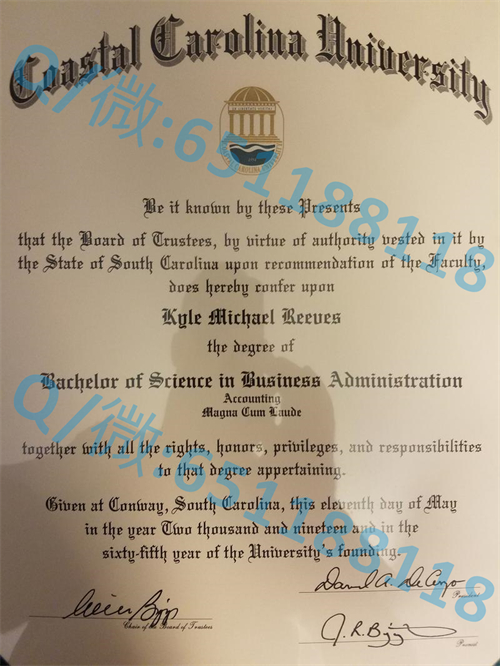 Coastal Carolina University
Q/微:651188118
Be it known by these Presents
that the Board of Trustees, by virtue of authority vested in it by
the State of South Carolina upon recommendation of the Faculty,
does hereby confer upon
Kyle Michael Reeves
the degree of
Bachelor of Science in Business Administration
Accounting
Magna Cum Laude
Q/微:651188118
together with all the rights, honors, privileges, and responsibilities
to that degree appertaining.
Given at Conway, South Carolina, this eleventh day of May
in the year Two thousand and nineteen and in the
sixty-fifth year of the University's founding.
Chair of the Board of Trustees
President
Provost